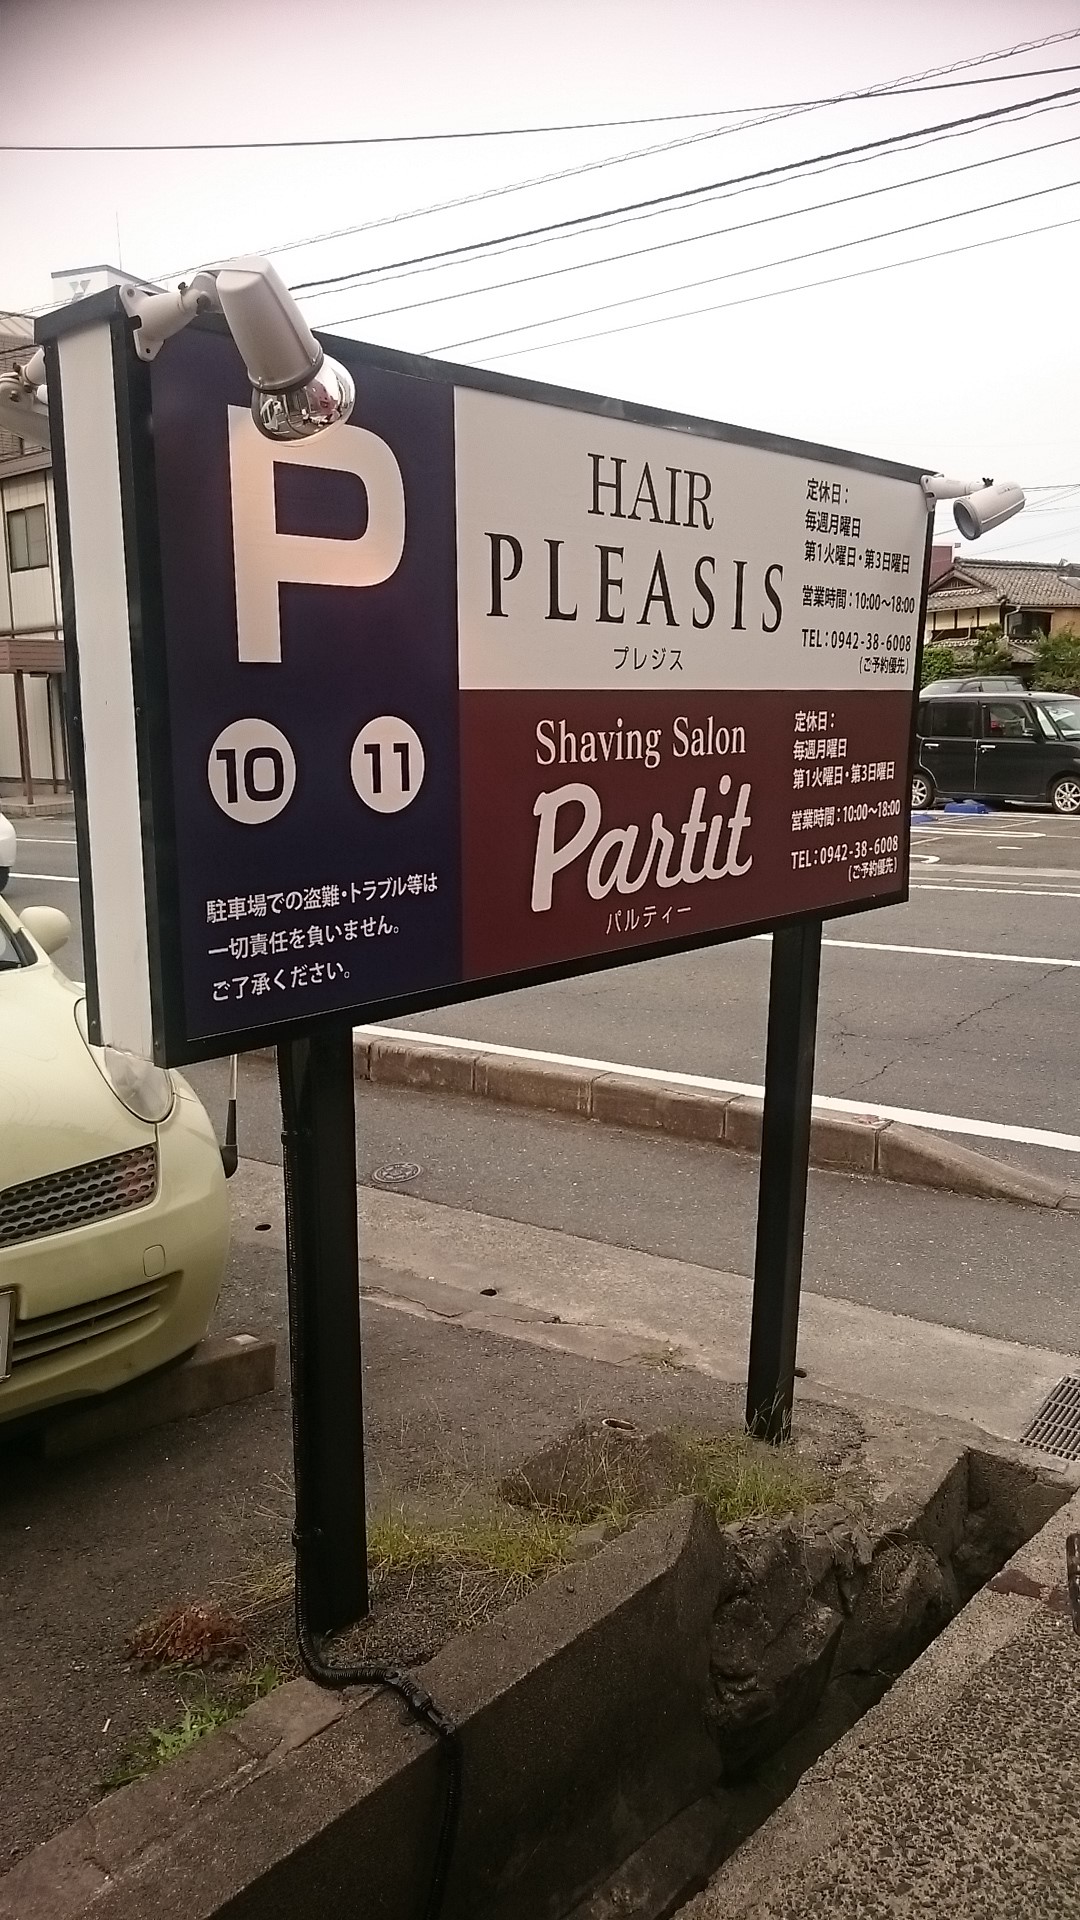 P
10 11
駐車場での盗難・トラブル等は
一切責任を負いません。
ご了承ください。
HAIR
PLEASIS
プレジス
定休日：
毎週月曜日
第1火曜日・第3日曜日
営業時間：10:00〜18:00
TEL：0942-38-6008
（ご予約優先）
Shaving Salon
Partit
パルティー
定休日：
毎週月曜日
第1火曜日・第3日曜日
営業時間：10:00〜18:00
TEL：0942-38-6008
（ご予約優先）